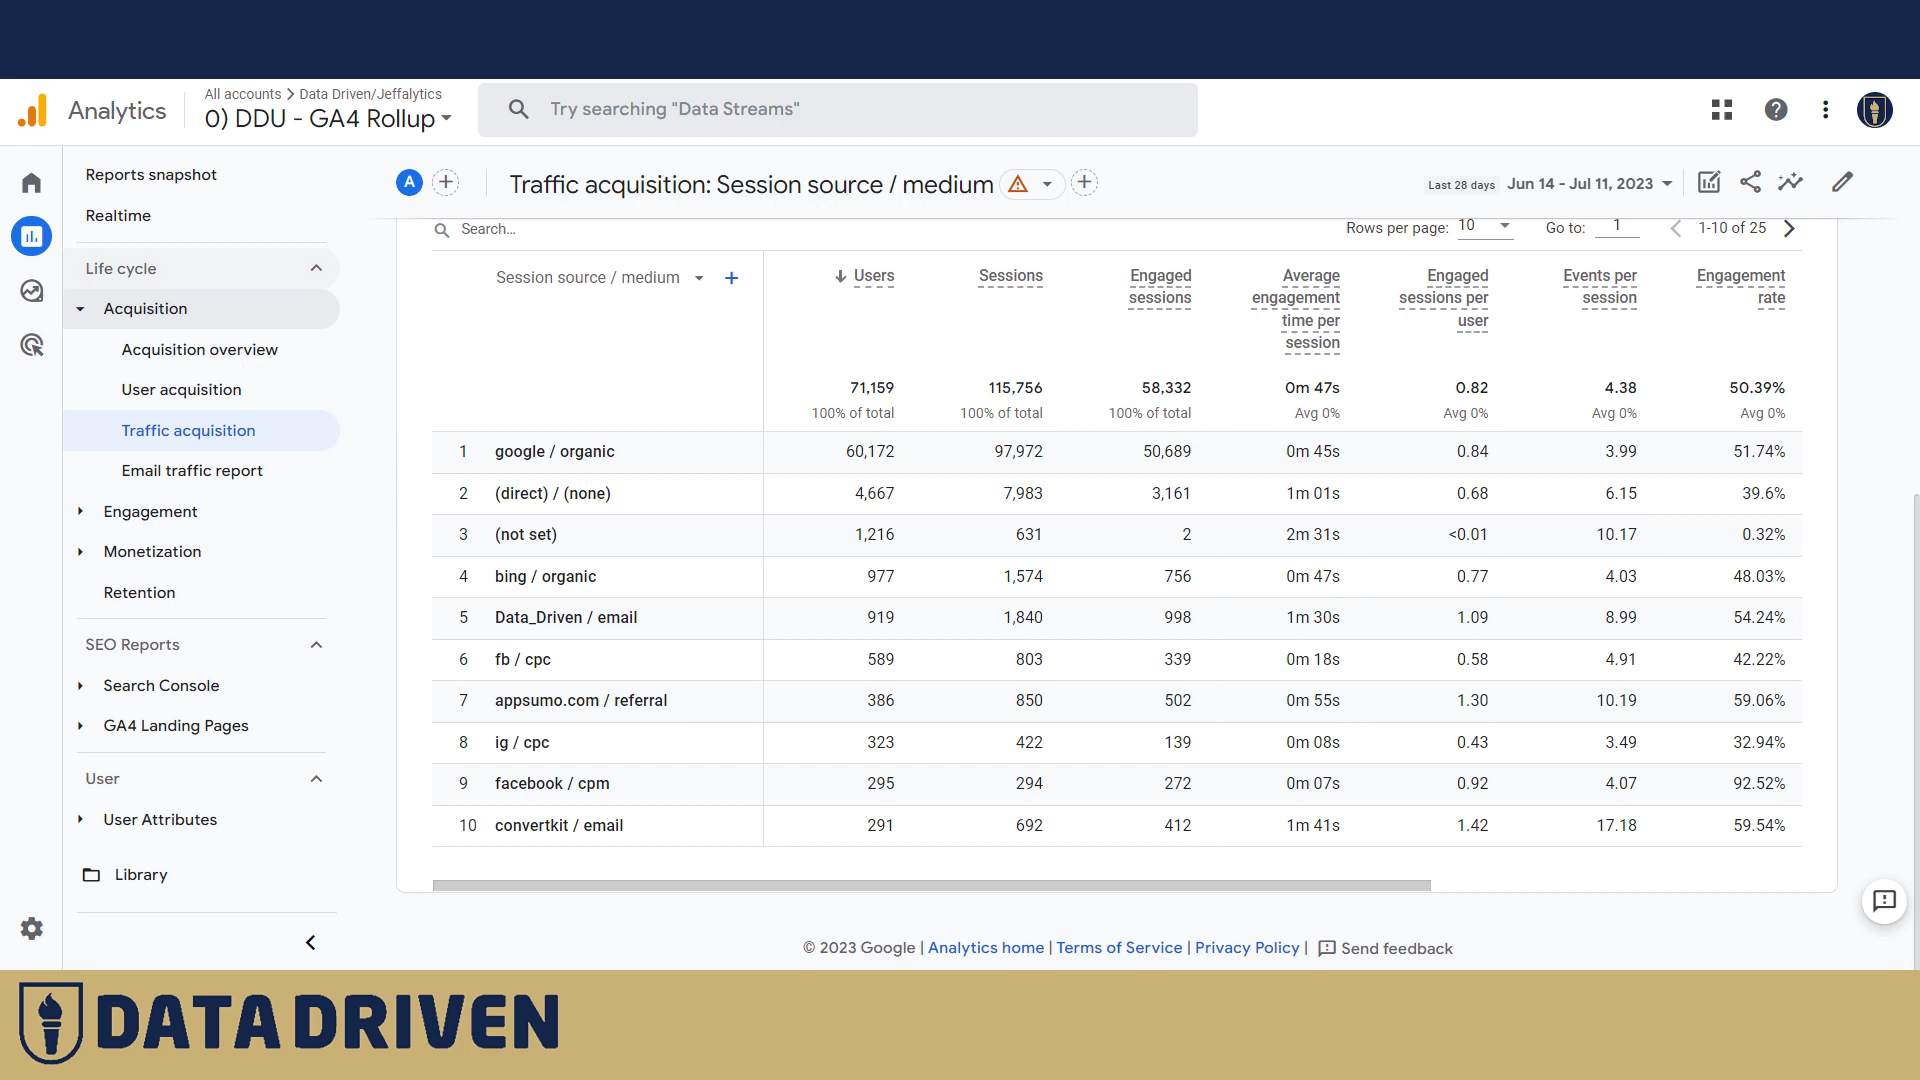 Analytics
All accounts > Data Driven/Jeffalytics
0) DDU - GA4 Rollup
Try searching "Data Streams"
Reports snapshot
Realtime
Life cycle
Acquisition
Acquisition overview
User acquisition
Traffic acquisition
Email traffic report
Engagement
Monetization
Retention
SEO Reports
Search Console
GA4 Landing Pages
User
User Attributes
Library
A
Traffic acquisition: Session source / medium
Last 28 days Jun 14 - Jul 11, 2023
Search...
Rows per page: 10 Go to: 1 1-10 of 25
Session source / medium
Users
Sessions
Engaged
sessions
Average
engagement
time per
session
Engaged
sessions per
user
Events per
session
Engagement
rate
71,159 115,756 58,332 0m 47s 0.82 4.38 50.39%
100% of total 100% of total 100% of total Avg 0% Avg 0% Avg 0% Avg 0%
1 google / organic 60,172 97,972 50,689 0m 45s 0.84 3.99 51.74%
2 (direct) / (none) 4,667 7,983 3,161 1m 01s 0.68 6.15 39.6%
3 (not set) 1,216 631 2 2m 31s <0.01 10.17 0.32%
4 bing / organic 977 1,574 756 0m 47s 0.77 4.03 48.03%
5 Data_Driven / email 919 1,840 998 1m 30s 1.09 8.99 54.24%
6 fb / cpc 589 803 339 0m 18s 0.58 4.91 42.22%
7 appsumo.com / referral 386 850 502 0m 55s 1.30 10.19 59.06%
8 ig / cpc 323 422 139 0m 08s 0.43 3.49 32.94%
9 facebook / cpm 295 294 272 0m 07s 0.92 4.07 92.52%
10 convertkit / email 291 692 412 1m 41s 1.42 17.18 59.54%
© 2023 Google | Analytics home | Terms of Service | Privacy Policy | Send feedback
DATA DRIVEN